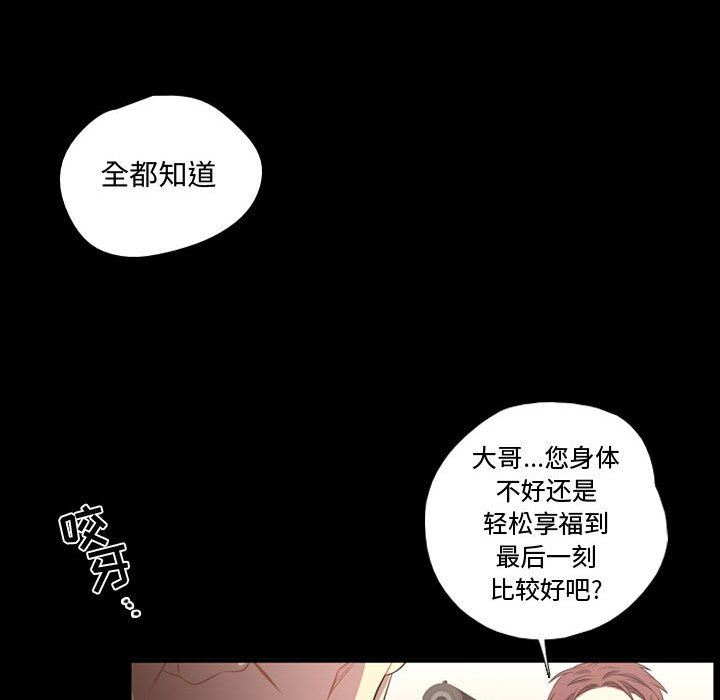 全都知道
大哥...您身体
不好还是
轻松享福到
最后一刻
比较好吧?
咬牙...